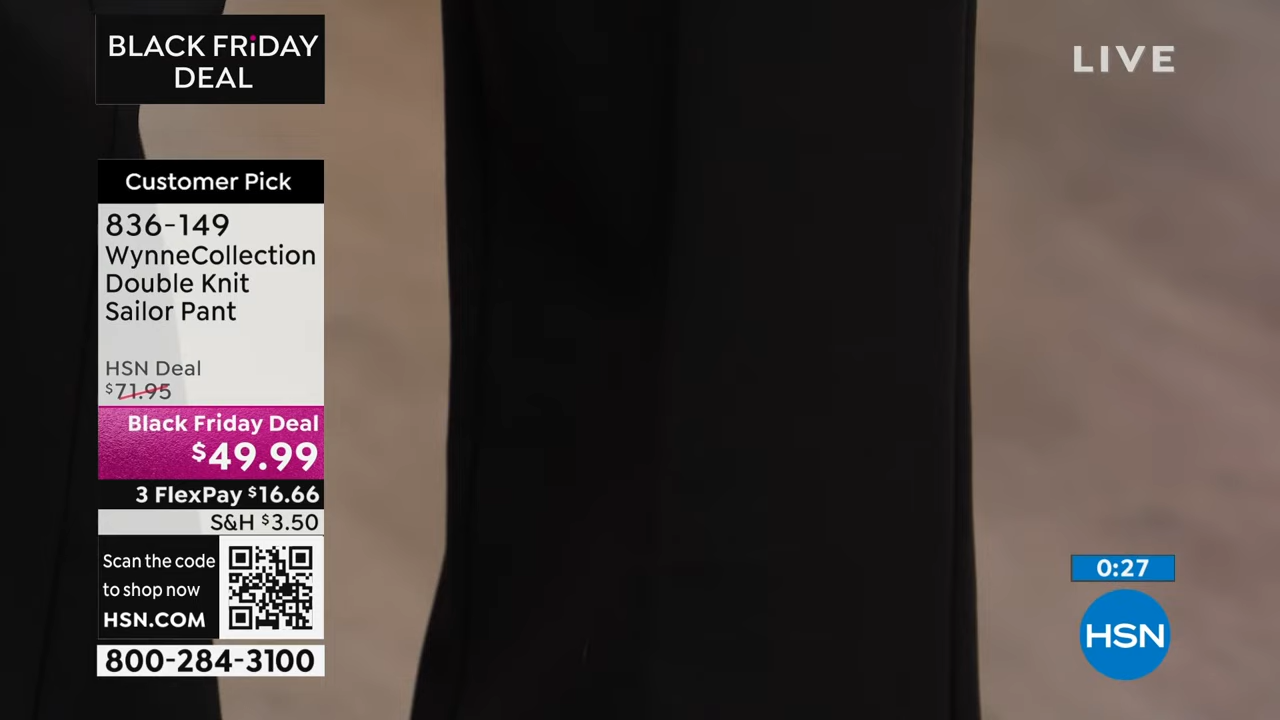 BLACK FRiDAY
DEAL
LIVE
Customer Pick
836-149
WynneCollection
Double Knit
Sailor Pant
HSN Deal
$71.95
Black Friday Deal
$49.99
3 FlexPay $16.66
S&H $3.50
Scan the code
to shop now
HSN.COM
800-284-3100
0:27
HSN